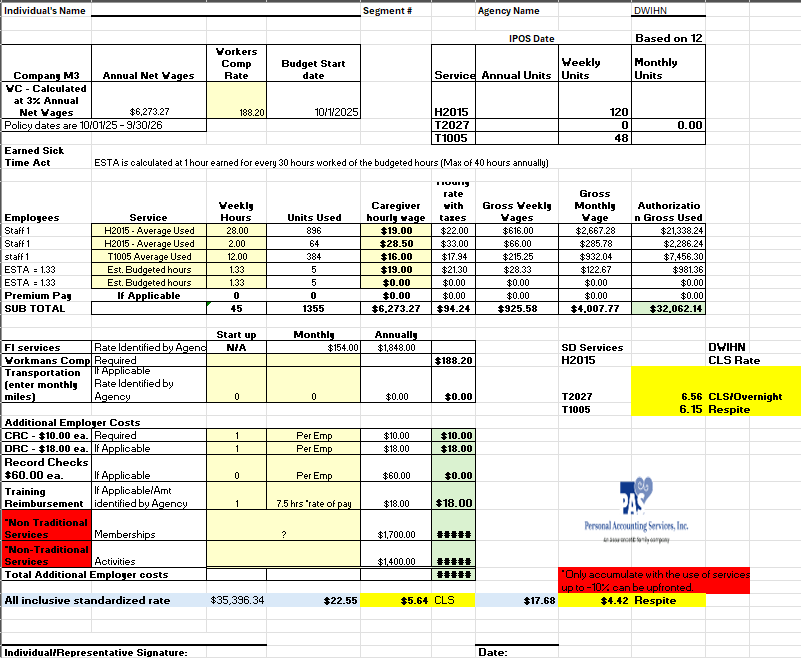 Individual's Name Segment # Agency Name DWIHN
IPOS Date Based on 12
Company M3 Annual Net Wages Workers Comp Rate Budget Start date Service Annual Units Weekly Units Monthly Units
WC - Calculated at 3% Annual Net Wages $6,273.27 188.20 10/1/2025 H2015 120
Policy dates are 10/01/25 - 9/30/26 T2027 0 0.00
T1005 48
Earned Sick Time Act ESTA is calculated at 1 hour earned for every 30 hours worked of the budgeted hours (Max of 40 hours annually)
Employees Service Weekly Hours Units Used Caregiver hourly wage Hourly rate with taxes Gross Weekly Wages Gross Monthly Wage Authorizatio n Gross Used
Staff 1 H2015 - Average Used 28.00 896 $19.00 $22.00 $616.00 $2,667.28 $21,338.24
Staff 1 H2015 - Average Used 2.00 64 $28.50 $33.00 $66.00 $285.78 $2,286.24
staff 1 T1005 Average Used 12.00 384 $16.00 $17.94 $215.25 $932.04 $7,456.30
ESTA = 1.33 Est. Budgeted hours 1.33 5 $19.00 $21.30 $28.33 $122.67 $981.36
ESTA = 1.33 Est. Budgeted hours 1.33 5 $0.00 $0.00 $0.00 $0.00 $0.00
Premium Pay If Applicable 0 0 $0.00 $0.00 $0.00 $0.00 $0.00
SUB TOTAL 45 1355 $6,273.27 $94.24 $925.58 $4,007.77 $32,062.14
Start up Monthly Annually
FI services Rate Identified by Agenc N/A $154.00 $1,848.00 SD Services DWIHN
Workmans Comp Required $188.20 H2015 CLS Rate
Transportation (enter monthly miles) If Applicable Rate Identified by Agency 0 0 $0.00 $0.00 T2027 6.56 CLS/Overnight
T1005 6.15 Respite
Additional Employer Costs
CRC - $10.00 ea. Required 1 Per Emp $10.00 $10.00
DRC - $18.00 ea. If Applicable 1 Per Emp $18.00 $18.00
Record Checks $60.00 ea. If Applicable 0 Per Emp $60.00 $0.00
Training Reimbursement If Applicable/Amt identified by Agency 1 7.5 hrs *rate of pay $18.00 $18.00
PAS
Personal Accounting Services, Inc.
*Non Traditional Services Memberships ? $1,700.00 #####
*Non-Traditional Services Activities $1,400.00 #####
Total Additional Employer costs #####
*Only accumulate with the use of services
up to ~10% can be upfronted.
All inclusive standardized rate $35,396.34 $22.55 $5.64 CLS $17.68 $4.42 Respite
Individual/Representative Signature: Date: